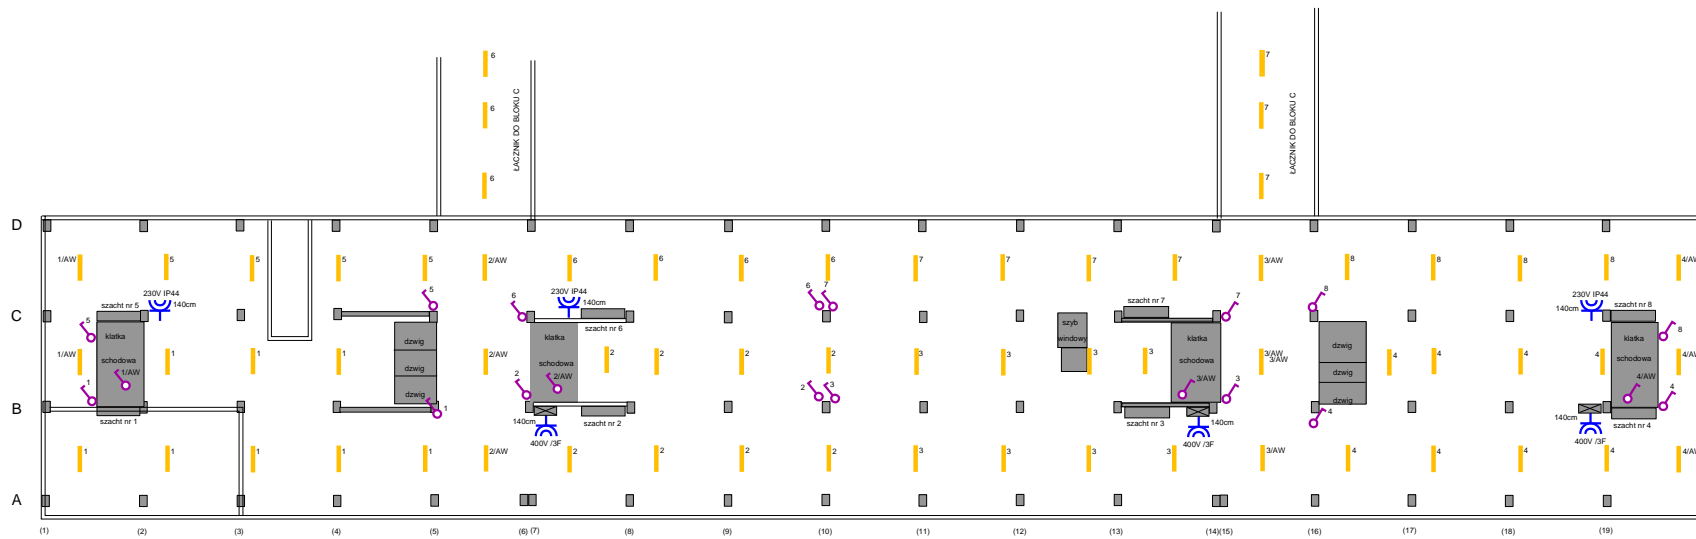 6
7
6
ŁACZNIK DO BLOKU C
7
ŁACZNIK DO BLOKU C
6
7
D
1/AW
5
5
5
5
2/AW
6
6
6
6
7
7
7
7
3/AW
8
8
8
8
4/AW
230V IP44
140cm
szacht nr 5
5
6
230V IP44
140cm
6
7
szacht nr 7
7
8
230V IP44
140cm
szacht nr 8
C
5
klatka
schodowa
dzwig
dzwig
dzwig
szacht nr 6
klatka
schodowa
szyb
windowy
klatka
schodowa
dzwig
dzwig
dzwig
klatka
schodowa
8
1/AW
1
1
1
2/AW
2
2
2
2
3
3
3
3
3/AW
3/AW
4
4
4
4
4/AW
1
1/AW
2
2/AW
2
3
3/AW
3
4/AW
4
B
szacht nr 1
1
140cm
400V /3F
szacht nr 2
szacht nr 3
140cm
400V /3F
4
140cm
400V /3F
szacht nr 4
1
1
1
1
1
2/AW
2
2
2
2
3
3
3
3
3/AW
4
4
4
4
4/AW
A
(1)
(2)
(3)
(4)
(5)
(6)
(7)
(8)
(9)
(10)
(11)
(12)
(13)
(14)
(15)
(16)
(17)
(18)
(19)